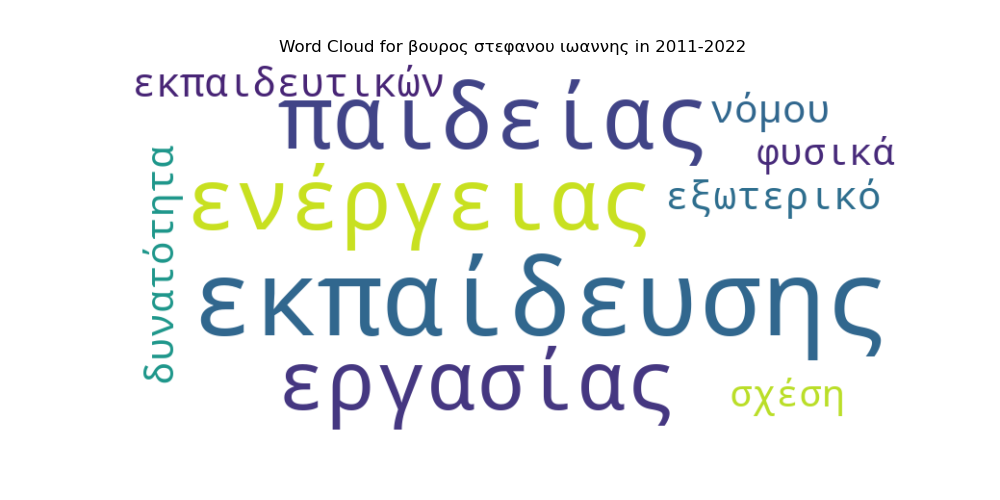 Word Cloud for βουρος στεφανου ιωαννης in 2011-2022
εκπαιδευτικών
παιδείας
νόμου
φυσικά
δυνατότητα
ενέργειας
εξωτερικό
εκπαίδευσης
εργασίας
σχέση